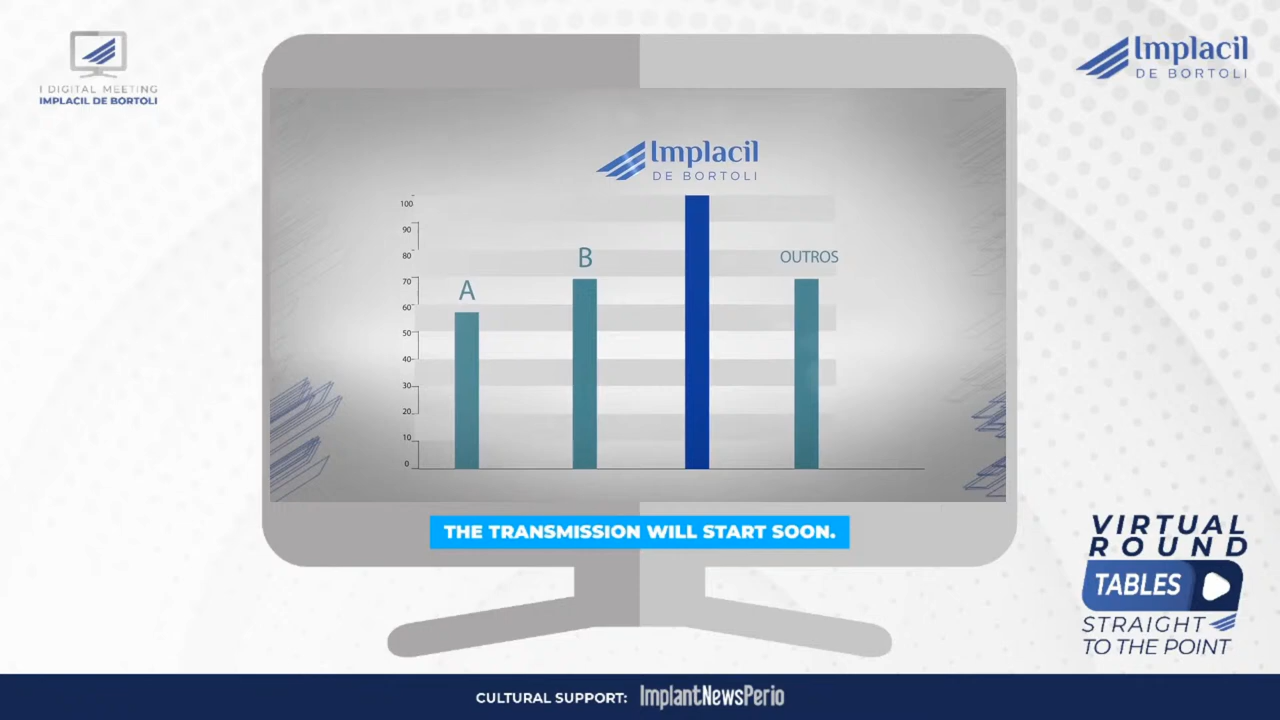 I DIGITAL MEETING
IMPLACIL DE BORTOLI
Implacil
DE BORTOLI
Implacil
DE BORTOLI
100
90
80
70
60
50
40
30
20
10
0
A
B
OUTROS
THE TRANSMISSION WILL START SOON.
VIRTUAL
ROUND
TABLES
STRAIGHT
TO THE POINT
CULTURAL SUPPORT: ImplantNewsPerio